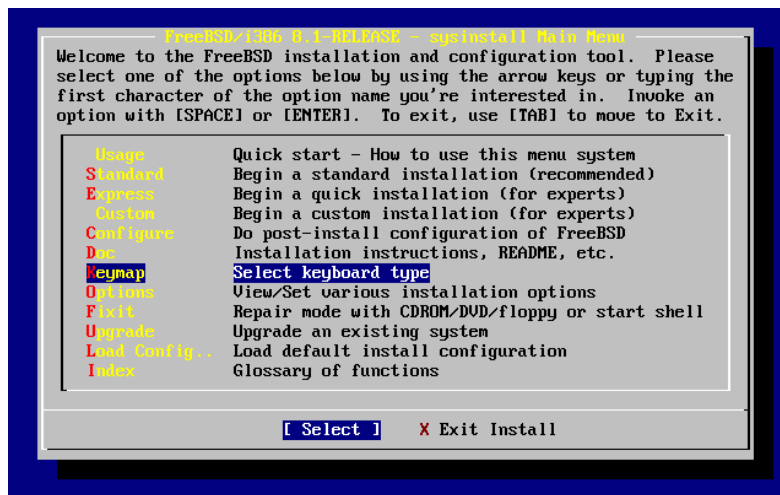 FreeBSD/i386 8.1-RELEASE - sysinstall Main Menu
Welcome to the FreeBSD installation and configuration tool.  Please
select one of the options below by using the arrow keys or typing the
first character of the option name you're interested in.  Invoke an
option with [SPACE] or [ENTER].  To exit, use [TAB] to move to Exit.
Usage Quick start - How to use this menu system
Standard Begin a standard installation (recommended)
Express Begin a quick installation (for experts)
Custom Begin a custom installation (for experts)
Configure Do post-install configuration of FreeBSD
Doc Installation instructions, README, etc.
Keymap Select keyboard type
Options View/Set various installation options
Fixit Repair mode with CDROM/DVD/floppy or start shell
Upgrade Upgrade an existing system
Load Config.. Load default install configuration
Index Glossary of functions
[ Select ] X Exit Install